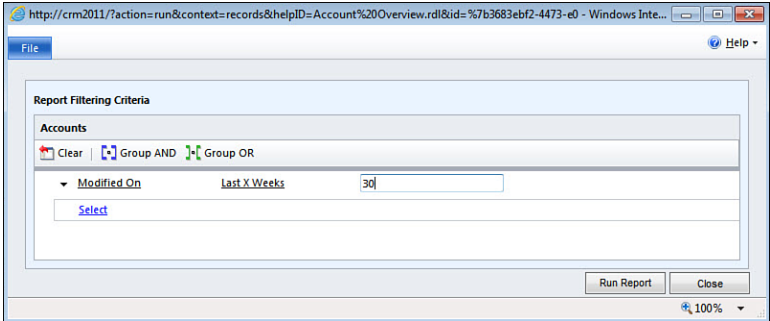 http://crm2011/?action=run&context=records&helpID=Account%20Overview.rdl&id=%7b3683ebf2-4473-e0 - Windows Inte...
File
Help
Report Filtering Criteria
Accounts
Clear | Group AND Group OR
Modified On Last X Weeks 30
Select
Run Report Close
100%